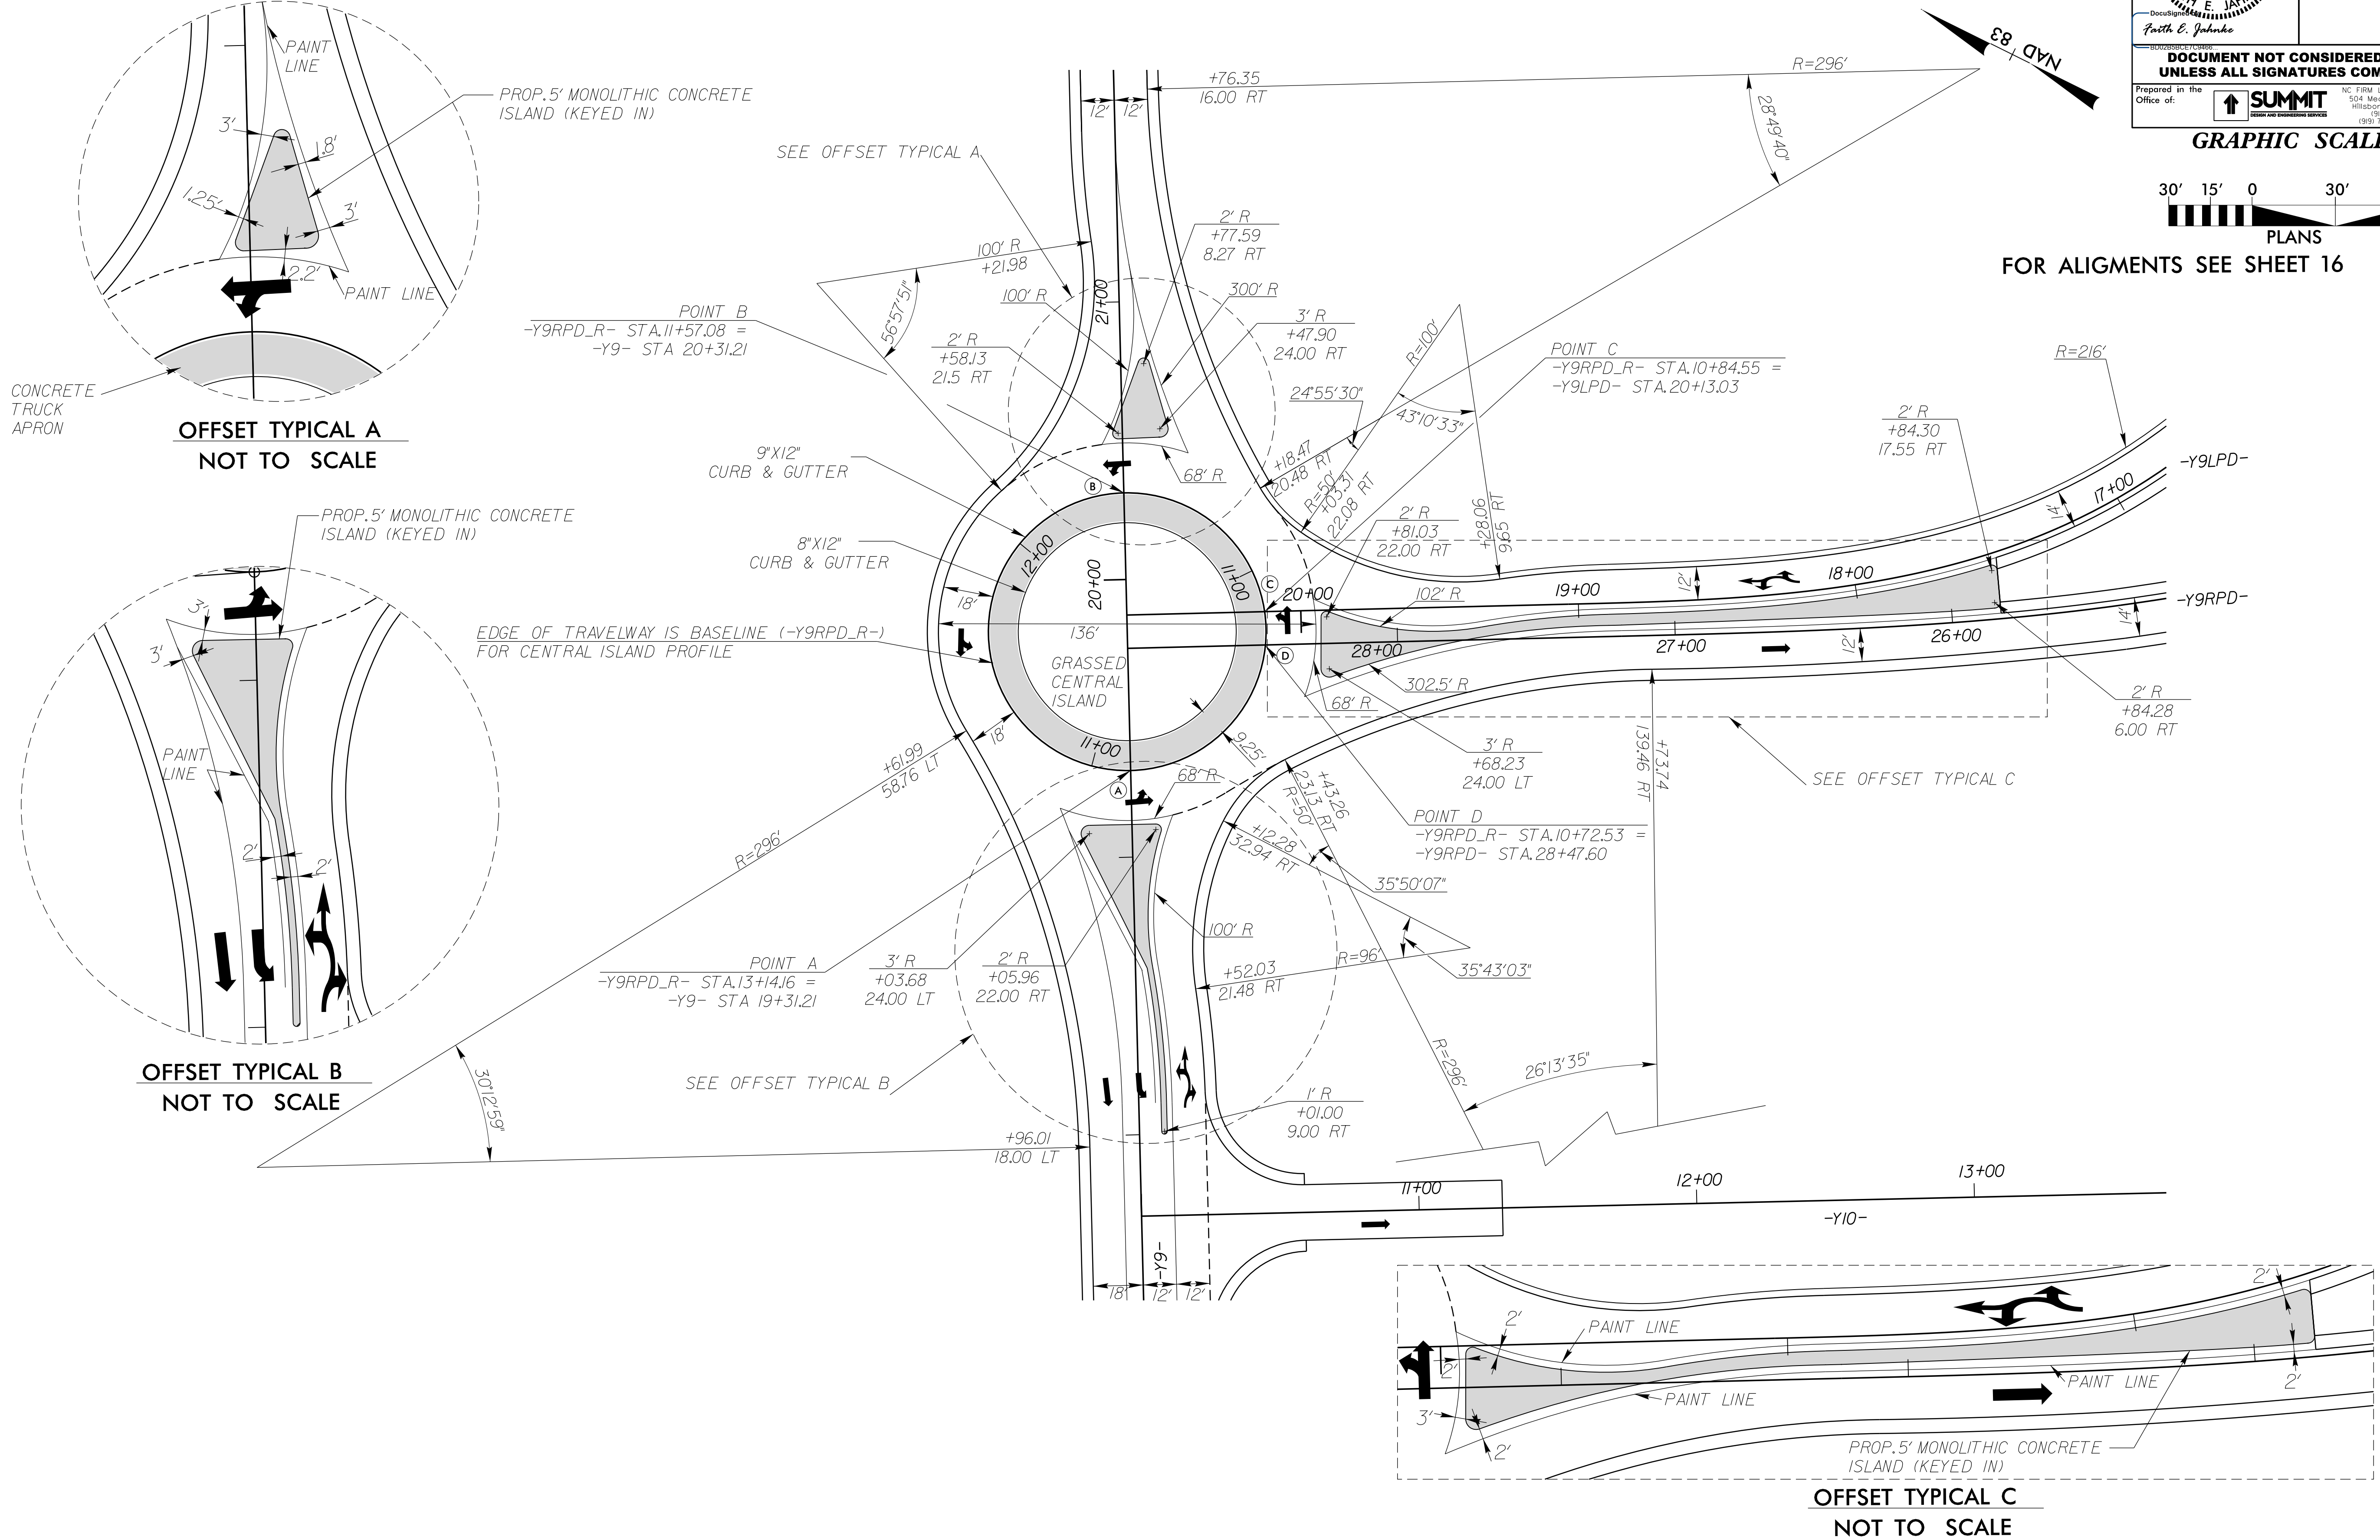 PAINT
LINE
PROP. 5' MONOLITHIC CONCRETE
ISLAND (KEYED IN)
3'
1.8'
1.25'
3'
2.2'
PAINT LINE
CONCRETE
TRUCK
APRON
OFFSET TYPICAL A
NOT TO SCALE
PROP. 5' MONOLITHIC CONCRETE
ISLAND (KEYED IN)
3'
3'
PAINT
LINE
2'
2'
OFFSET TYPICAL B
NOT TO SCALE
+76.35
16.00 RT
R=296'
28°49'40"
12'
12'
SEE OFFSET TYPICAL A
100' R
+21.98
56°57'51"
2' R
+77.59
8.27 RT
100' R
21+00
300' R
3' R
+47.90
24.00 RT
2' R
+58.13
21.5 RT
POINT B
-Y9RPD_R- STA.11+57.08 =
-Y9- STA 20+31.21
9"X12"
CURB & GUTTER
8"X12"
CURB & GUTTER
68' R
B
12+00
20+00
11+00
18'
136'
EDGE OF TRAVELWAY IS BASELINE (-Y9RPD_R-)
FOR CENTRAL ISLAND PROFILE
GRASSED
CENTRAL
ISLAND
11+00
18'
9.25'
A
C
D
24°55'30"
R=100'
43°10'33"
+18.47
20.48 RT
R=50'
+03.31
22.08 RT
+28.06
9.65 RT
POINT C
-Y9RPD_R- STA.10+84.55 =
-Y9LPD- STA.20+13.03
2' R
+81.03
22.00 RT
R=216'
2' R
+84.30
17.55 RT
-Y9LPD-
17+00
14'
20+00
102' R
19+00
12'
18+00
-Y9RPD-
14'
28+00
27+00
12'
26+00
302.5' R
68' R
2' R
+84.28
6.00 RT
3' R
+68.23
24.00 LT
+73.74
139.46 RT
SEE OFFSET TYPICAL C
POINT D
-Y9RPD_R- STA.10+72.53 =
-Y9RPD- STA.28+47.60
+61.99
58.76 LT
R=296'
68' R
+43.26
23.13 RT
R=50'
+12.28
32.94 RT
35°50'07"
100' R
R=96'
35°43'03"
+52.03
21.48 RT
POINT A
-Y9RPD_R- STA.13+14.16 =
-Y9- STA 19+31.21
3' R
+03.68
24.00 LT
2' R
+05.96
22.00 RT
SEE OFFSET TYPICAL B
30°12'59"
+96.01
18.00 LT
1' R
+01.00
9.00 RT
R=296'
26°13'35"
11+00
12+00
13+00
-Y10-
-Y9-
18'
12'
12'
2'
2'
2'
PAINT LINE
PAINT LINE
PAINT LINE
3'
2'
2'
PROP. 5' MONOLITHIC CONCRETE
ISLAND (KEYED IN)
OFFSET TYPICAL C
NOT TO SCALE
NAD 83
E. JAH
Faith E. Jahnke
DOCUMENT NOT CONSIDERED
UNLESS ALL SIGNATURES COM
Prepared in the
Office of:
SUMMIT
DESIGN AND ENGINEERING SERVICES
NC FIRM L
504 Mea
Hillsbor
(91
(919) 7
GRAPHIC SCALE
30' 15' 0 30'
PLANS
FOR ALIGMENTS SEE SHEET 16